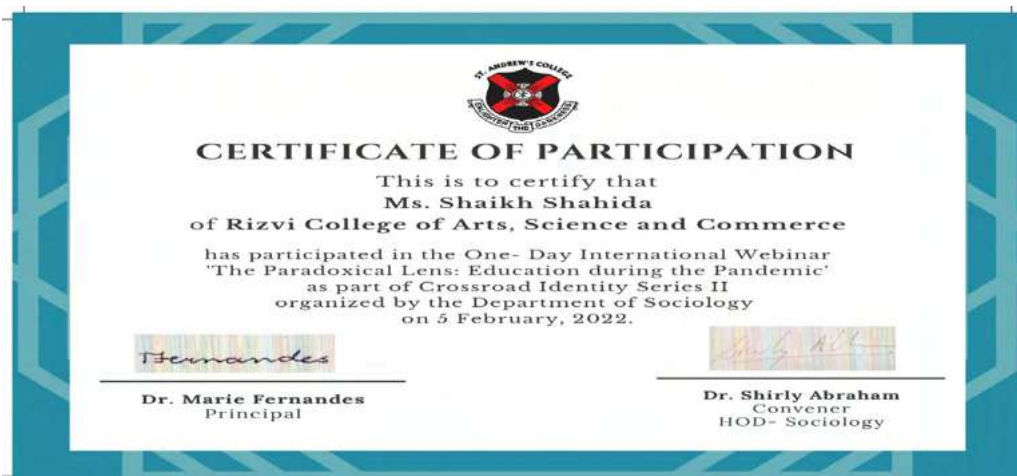 ST. ANDREW'S COLLEGE
ENLIGHTEN THE DARKNESS
CERTIFICATE OF PARTICIPATION
This is to certify that
Ms. Shaikh Shahida
of Rizvi College of Arts, Science and Commerce
has participated in the One- Day International Webinar
'The Paradoxical Lens: Education during the Pandemic'
as part of Crossroad Identity Series II
organized by the Department of Sociology
on 5 February, 2022.
Fernandes
Dr. Marie Fernandes
Principal
Dr. Shirly Abraham
Convener
HOD- Sociology